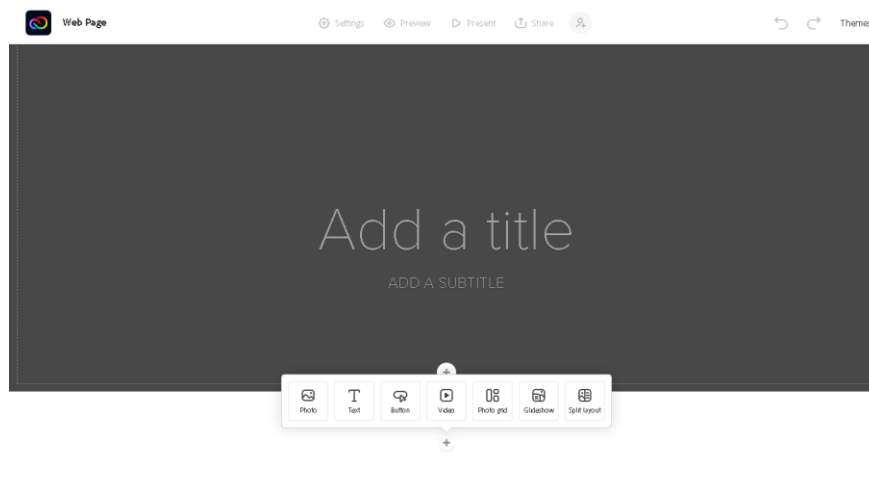 Web Page
Settings Preview Present Share
Themes
Add a title
ADD A SUBTITLE
Photo Text Button Video Photo grid Glideshow Split layout